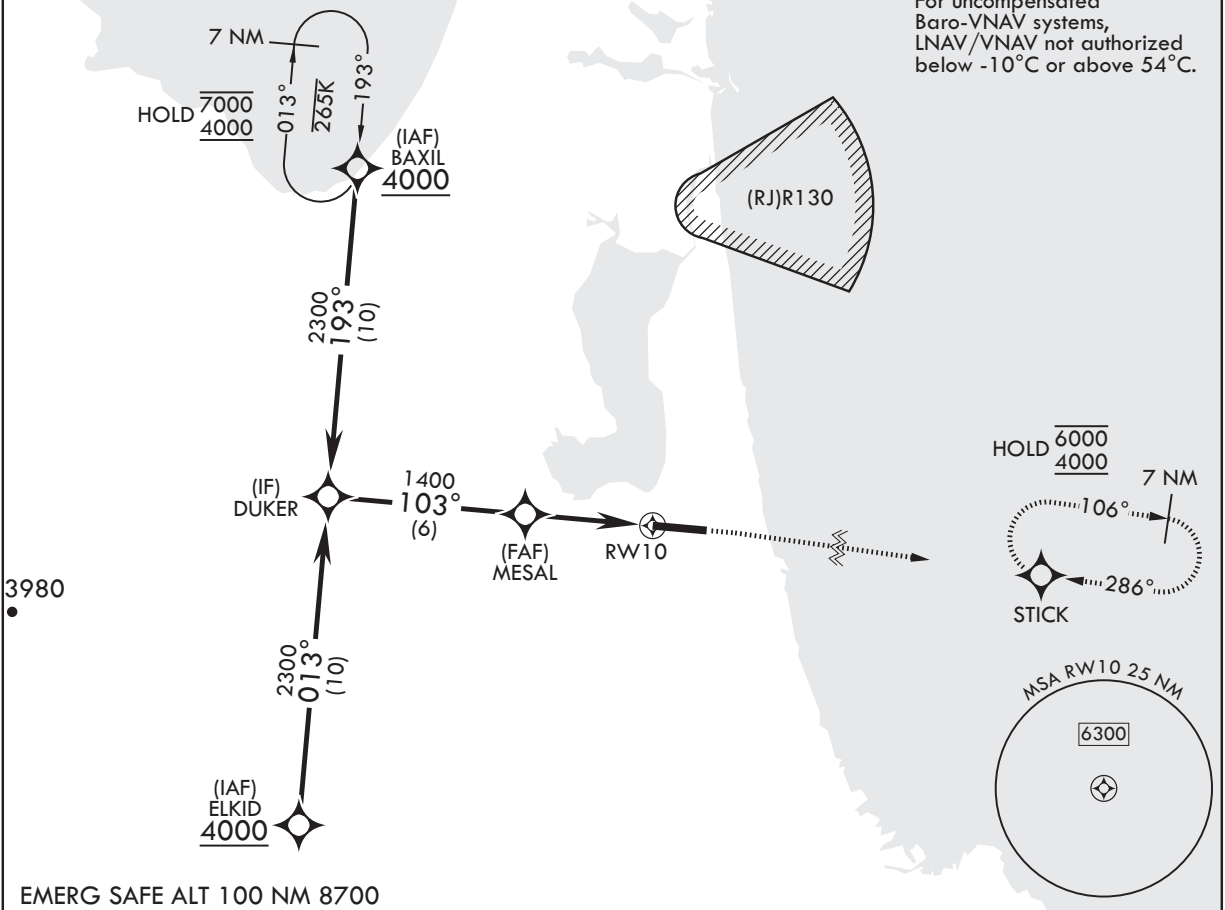 For uncompensated
Baro-VNAV systems,
LNAV/VNAV not authorized
below -10°C or above 54°C.
7 NM
HOLD 7000
4000
013°
265K
193°
(IAF)
BAXIL
4000
(RJ)R130
2300
193°
(10)
HOLD 6000
4000
7 NM
106°
286°
STICK
(IF)
DUKER
1400
103°
(6)
(FAF)
MESAL
RW10
3980
2300
013°
(10)
MSA RW10 25 NM
6300
(IAF)
ELKID
4000
EMERG SAFE ALT 100 NM 8700